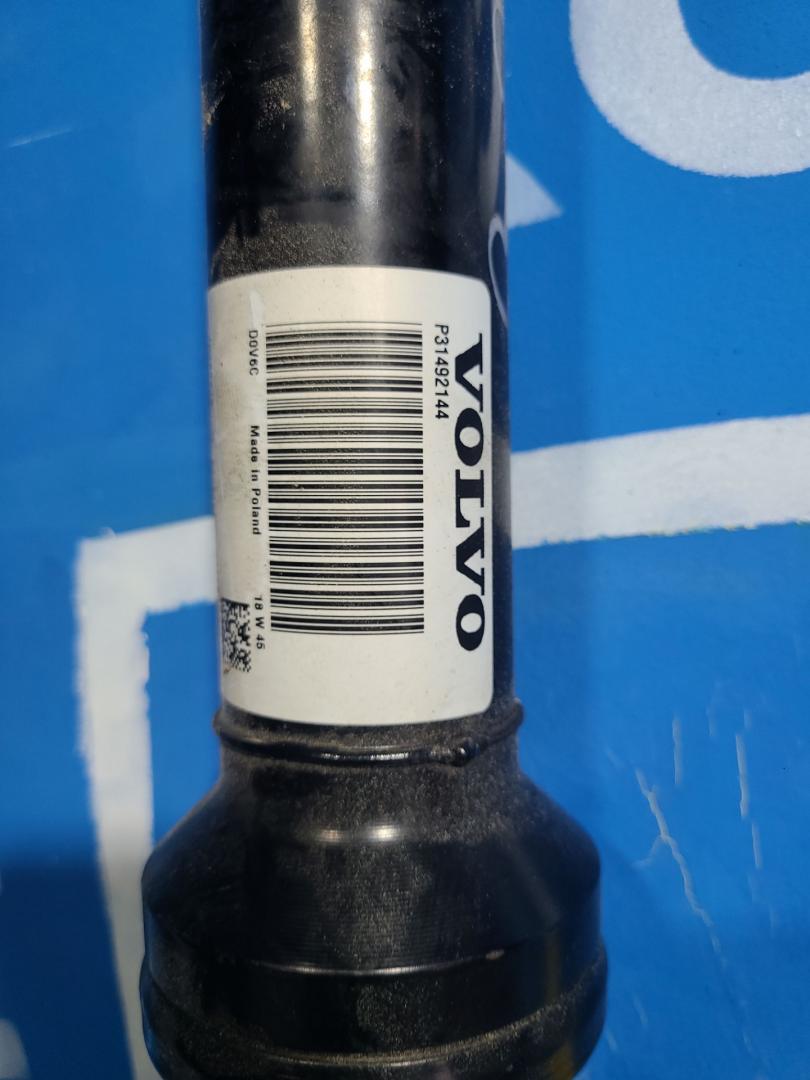 VOLVO
P31492144
D0V6C Made in Poland 18 W 45